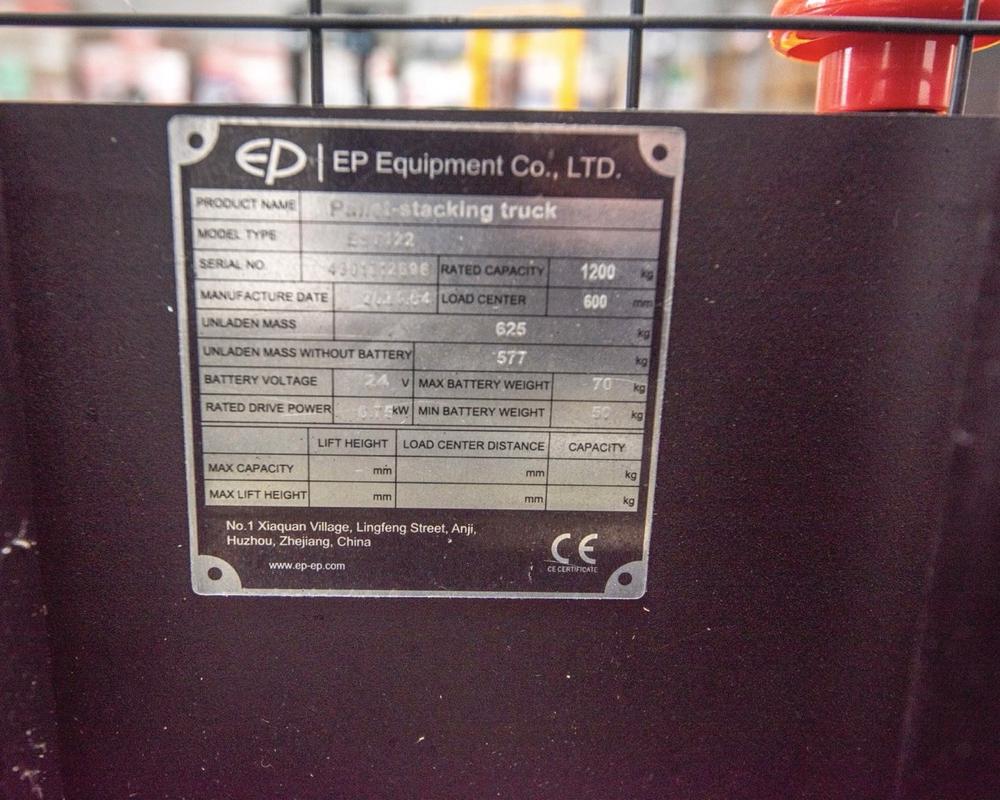 EP | EP Equipment Co., LTD.
PRODUCT NAME Pallet-stacking truck
MODEL TYPE
SERIAL NO. RATED CAPACITY 1200 kg
MANUFACTURE DATE LOAD CENTER 600 mm
UNLADEN MASS 625 kg
UNLADEN MASS WITHOUT BATTERY 577 kg
BATTERY VOLTAGE 24 V MAX BATTERY WEIGHT 70 kg
RATED DRIVE POWER kW MIN BATTERY WEIGHT kg
LIFT HEIGHT LOAD CENTER DISTANCE CAPACITY
MAX CAPACITY mm mm kg
MAX LIFT HEIGHT mm mm kg
No.1 Xiaquan Village, Lingfeng Street, Anji,
Huzhou, Zhejiang, China
www.ep-ep.com
CE
CE CERTIFICATE